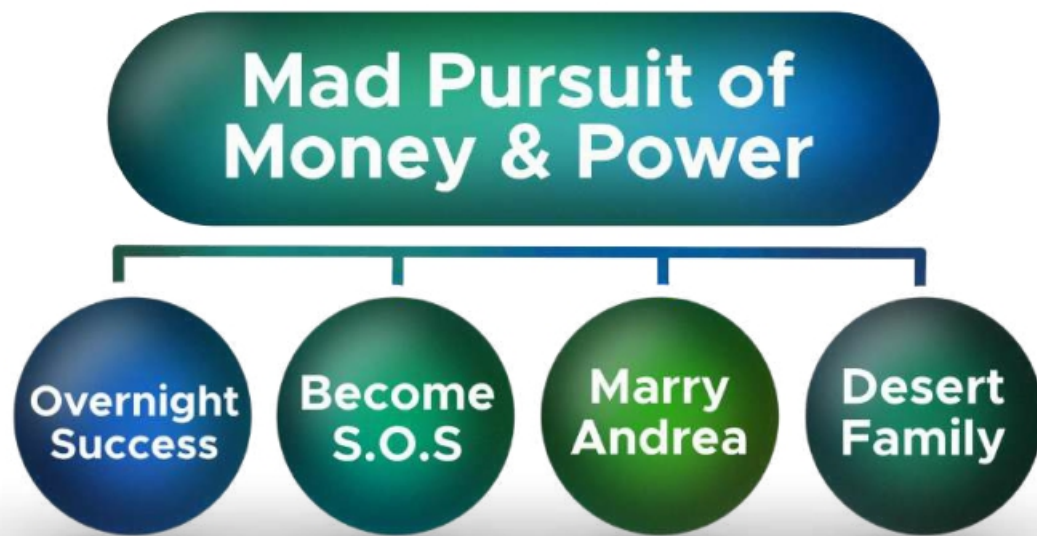 Mad Pursuit of
Money & Power
Overnight
Success
Become
S.O.S
Marry
Andrea
Desert
Family